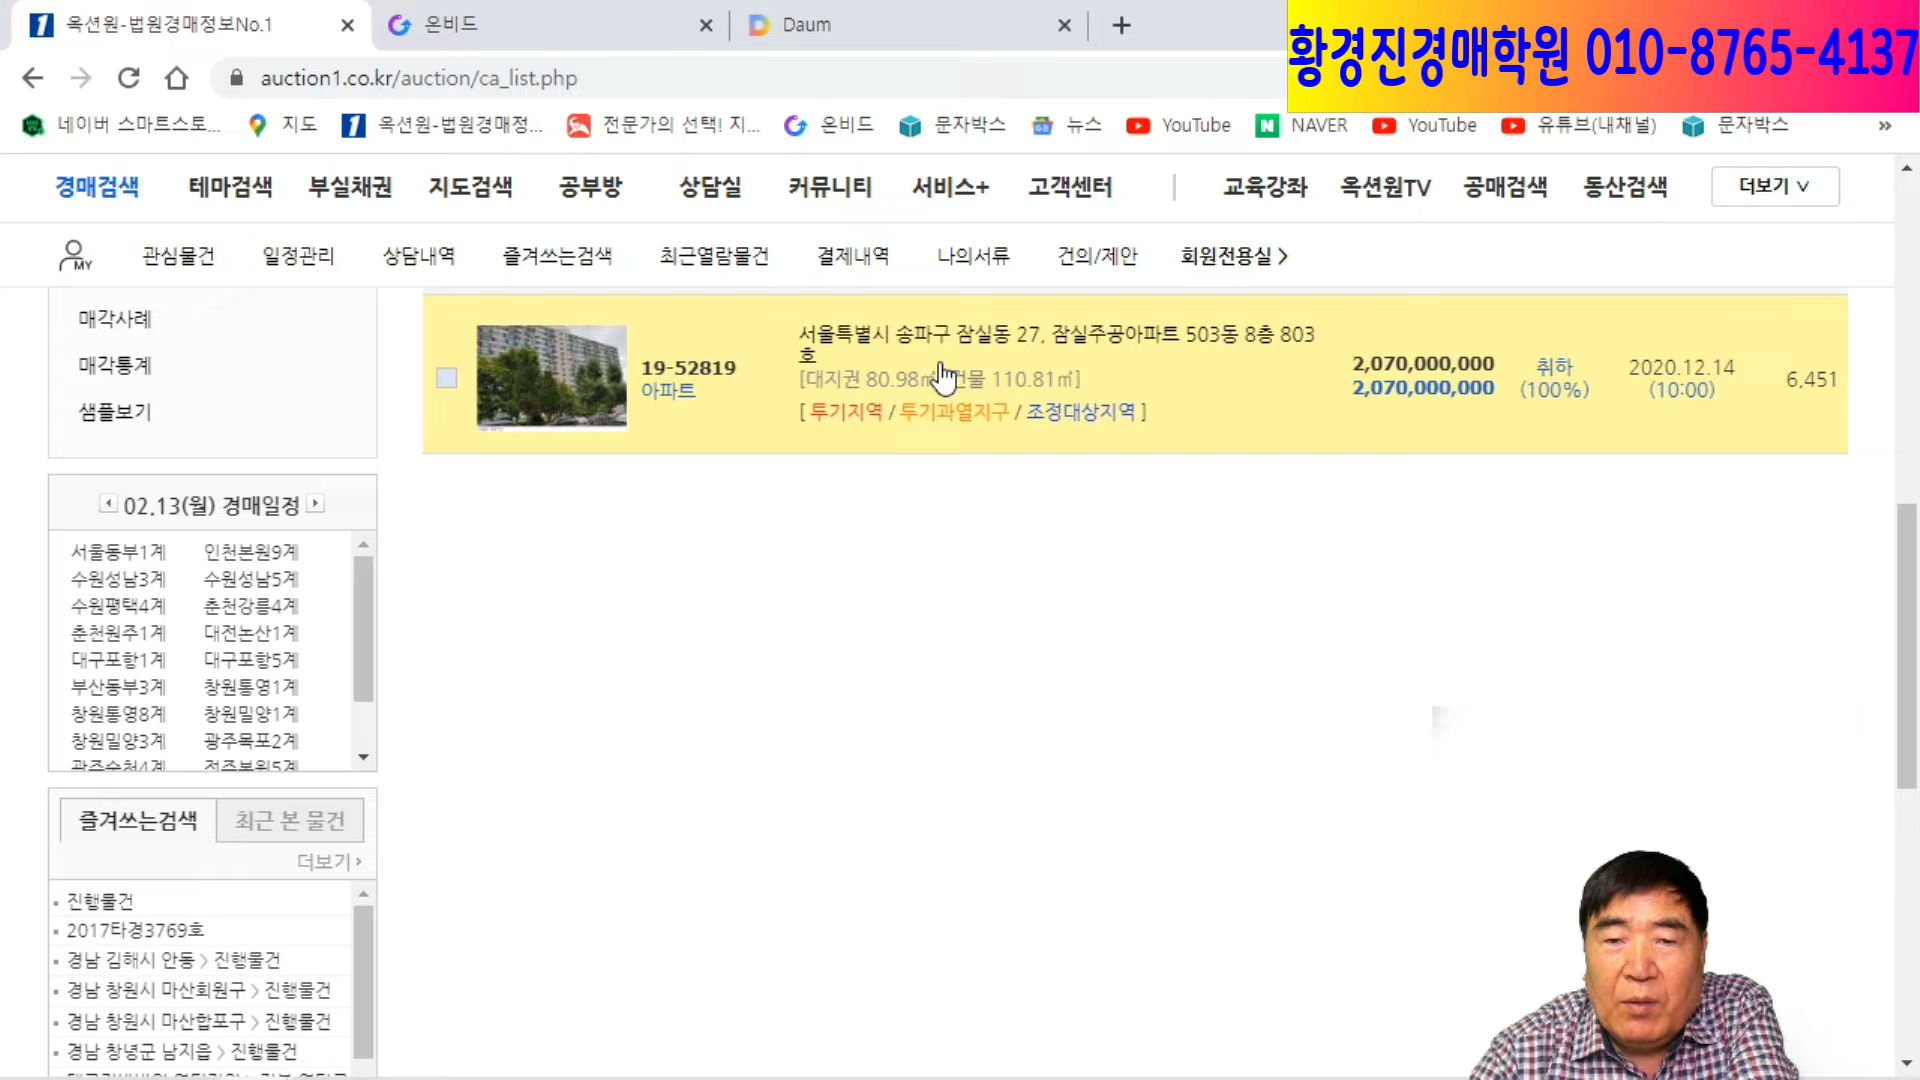 옥션원-법원경매정보No.1
온비드
Daum
황경진경매학원 010-8765-4137
auction1.co.kr/auction/ca_list.php
네이버 스마트스토...
지도
옥션원-법원경매정...
전문가의 선택! 지...
온비드
문자박스
뉴스
YouTube
NAVER
YouTube
유튜브(내채널)
문자박스
»
경매검색 테마검색 부실채권 지도검색 공부방 상담실 커뮤니티 서비스+ 고객센터 | 교육강좌 옥션원TV 공매검색 동산검색 더보기 ∨
MY 관심물건 일정관리 상담내역 즐겨쓰는검색 최근열람물건 결제내역 나의서류 건의/제안 회원전용실 >
매각사례
매각통계
샘플보기
19-52819
아파트
서울특별시 송파구 잠실동 27, 잠실주공아파트 503동 8층 803
호
[대지권 80.98㎡ 건물 110.81㎡]
[ 투기지역 / 투기과열지구 / 조정대상지역 ]
2,070,000,000
2,070,000,000
취하
(100%)
2020.12.14
(10:00)
6,451
02.13(월) 경매일정
서울동부1계 인천본원9계
수원성남3계 수원성남5계
수원평택4계 춘천강릉4계
춘천원주1계 대전논산1계
대구포항1계 대구포항5계
부산동부3계 창원통영1계
창원통영8계 창원밀양1계
창원밀양3계 광주목포2계
광주순천4계 전주본원5계
즐겨쓰는검색 최근 본 물건
더보기 ›
진행물건
2017타경3769호
경남 김해시 안동 > 진행물건
경남 창원시 마산회원구 > 진행물건
경남 창원시 마산합포구 > 진행물건
경남 창녕군 남지읍 > 진행물건